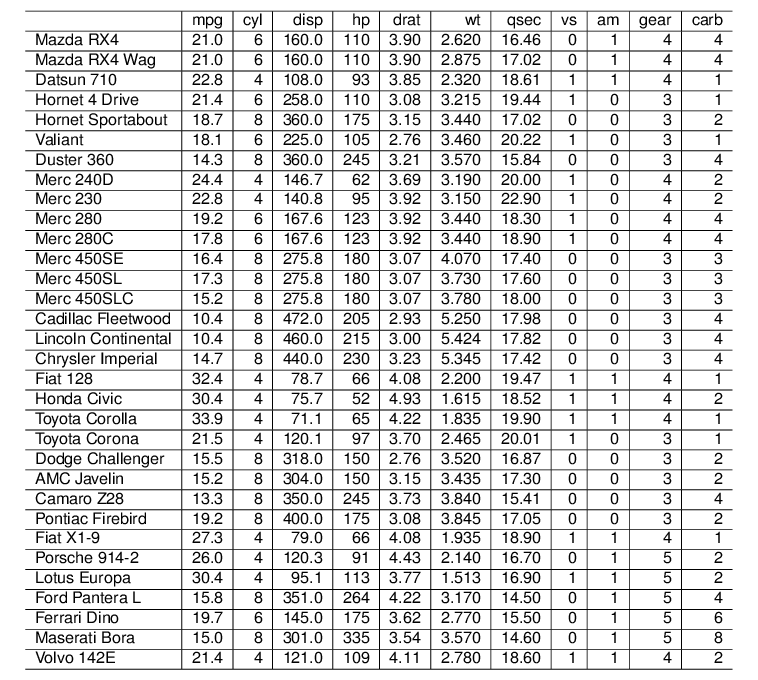 mpg cyl disp hp drat wt qsec vs am gear carb
Mazda RX4 21.0 6 160.0 110 3.90 2.620 16.46 0 1 4 4
Mazda RX4 Wag 21.0 6 160.0 110 3.90 2.875 17.02 0 1 4 4
Datsun 710 22.8 4 108.0 93 3.85 2.320 18.61 1 1 4 1
Hornet 4 Drive 21.4 6 258.0 110 3.08 3.215 19.44 1 0 3 1
Hornet Sportabout 18.7 8 360.0 175 3.15 3.440 17.02 0 0 3 2
Valiant 18.1 6 225.0 105 2.76 3.460 20.22 1 0 3 1
Duster 360 14.3 8 360.0 245 3.21 3.570 15.84 0 0 3 4
Merc 240D 24.4 4 146.7 62 3.69 3.190 20.00 1 0 4 2
Merc 230 22.8 4 140.8 95 3.92 3.150 22.90 1 0 4 2
Merc 280 19.2 6 167.6 123 3.92 3.440 18.30 1 0 4 4
Merc 280C 17.8 6 167.6 123 3.92 3.440 18.90 1 0 4 4
Merc 450SE 16.4 8 275.8 180 3.07 4.070 17.40 0 0 3 3
Merc 450SL 17.3 8 275.8 180 3.07 3.730 17.60 0 0 3 3
Merc 450SLC 15.2 8 275.8 180 3.07 3.780 18.00 0 0 3 3
Cadillac Fleetwood 10.4 8 472.0 205 2.93 5.250 17.98 0 0 3 4
Lincoln Continental 10.4 8 460.0 215 3.00 5.424 17.82 0 0 3 4
Chrysler Imperial 14.7 8 440.0 230 3.23 5.345 17.42 0 0 3 4
Fiat 128 32.4 4 78.7 66 4.08 2.200 19.47 1 1 4 1
Honda Civic 30.4 4 75.7 52 4.93 1.615 18.52 1 1 4 2
Toyota Corolla 33.9 4 71.1 65 4.22 1.835 19.90 1 1 4 1
Toyota Corona 21.5 4 120.1 97 3.70 2.465 20.01 1 0 3 1
Dodge Challenger 15.5 8 318.0 150 2.76 3.520 16.87 0 0 3 2
AMC Javelin 15.2 8 304.0 150 3.15 3.435 17.30 0 0 3 2
Camaro Z28 13.3 8 350.0 245 3.73 3.840 15.41 0 0 3 4
Pontiac Firebird 19.2 8 400.0 175 3.08 3.845 17.05 0 0 3 2
Fiat X1-9 27.3 4 79.0 66 4.08 1.935 18.90 1 1 4 1
Porsche 914-2 26.0 4 120.3 91 4.43 2.140 16.70 0 1 5 2
Lotus Europa 30.4 4 95.1 113 3.77 1.513 16.90 1 1 5 2
Ford Pantera L 15.8 8 351.0 264 4.22 3.170 14.50 0 1 5 4
Ferrari Dino 19.7 6 145.0 175 3.62 2.770 15.50 0 1 5 6
Maserati Bora 15.0 8 301.0 335 3.54 3.570 14.60 0 1 5 8
Volvo 142E 21.4 4 121.0 109 4.11 2.780 18.60 1 1 4 2